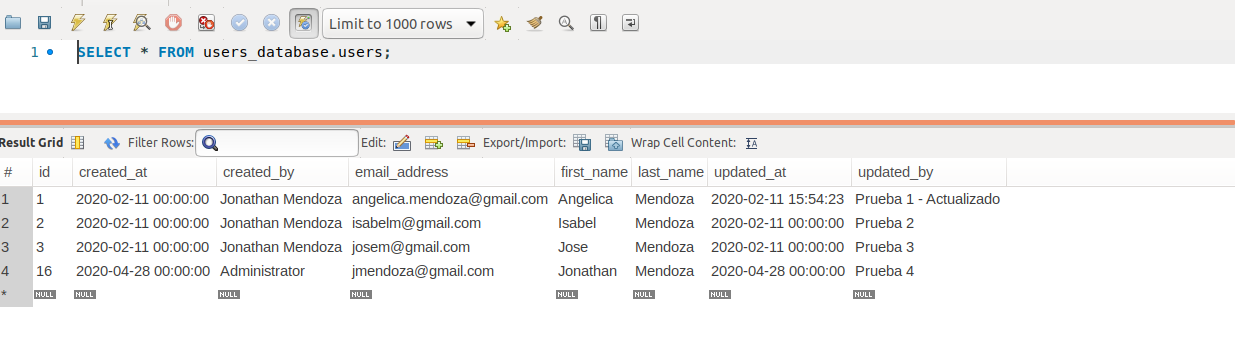 Limit to 1000 rows
1 SELECT * FROM users_database.users;
Result Grid Filter Rows: Edit: Export/Import: Wrap Cell Content: IA
# id created_at created_by email_address first_name last_name updated_at updated_by
1 1 2020-02-11 00:00:00 Jonathan Mendoza angelica.mendoza@gmail.com Angelica Mendoza 2020-02-11 15:54:23 Prueba 1 - Actualizado
2 2 2020-02-11 00:00:00 Jonathan Mendoza isabelm@gmail.com Isabel Mendoza 2020-02-11 00:00:00 Prueba 2
3 3 2020-02-11 00:00:00 Jonathan Mendoza josem@gmail.com Jose Mendoza 2020-02-11 00:00:00 Prueba 3
4 16 2020-04-28 00:00:00 Administrator jmendoza@gmail.com Jonathan Mendoza 2020-04-28 00:00:00 Prueba 4
* NULL NULL NULL NULL NULL NULL NULL NULL